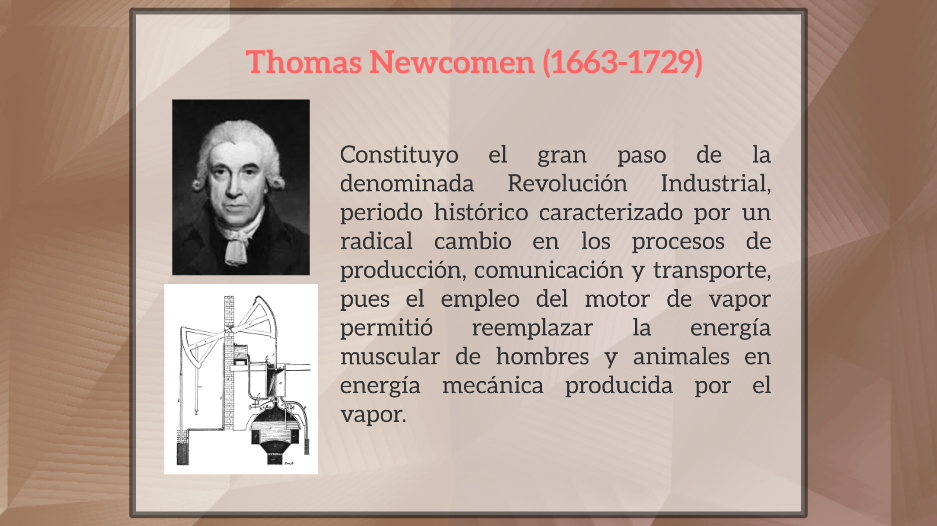 Thomas Newcomen (1663-1729)
Constituyo el gran paso de la
denominada Revolución Industrial,
periodo histórico caracterizado por un
radical cambio en los procesos de
producción, comunicación y transporte,
pues el empleo del motor de vapor
permitió reemplazar la energía
muscular de hombres y animales en
energía mecánica producida por el
vapor.